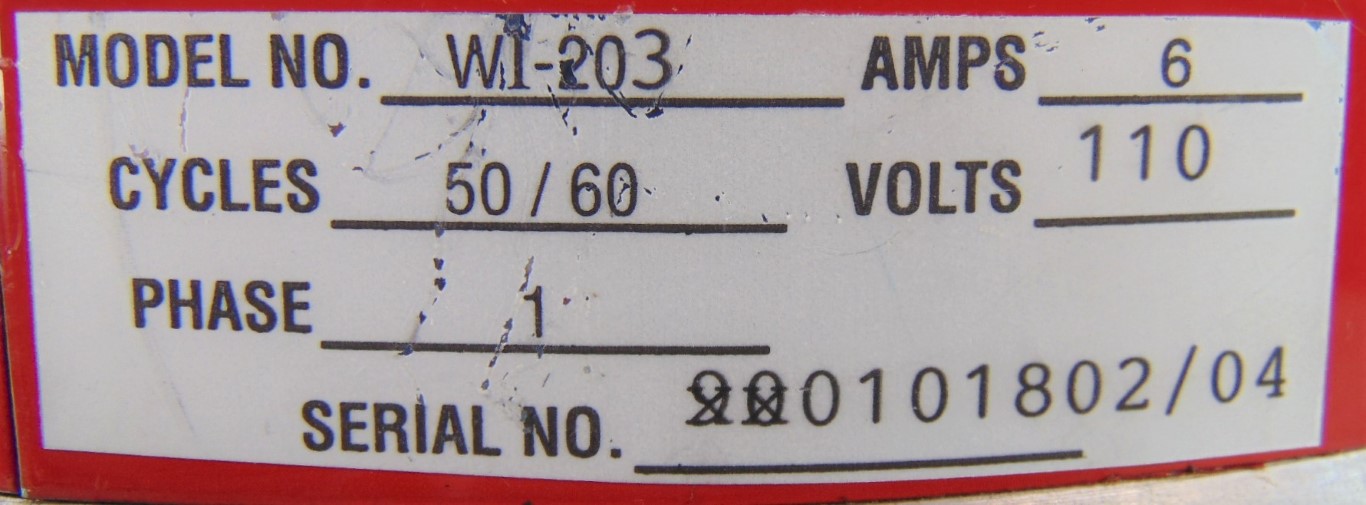 MODEL NO. WI-203 AMPS 6
CYCLES 50/60 VOLTS 110
PHASE 1
SERIAL NO. 0101802/04